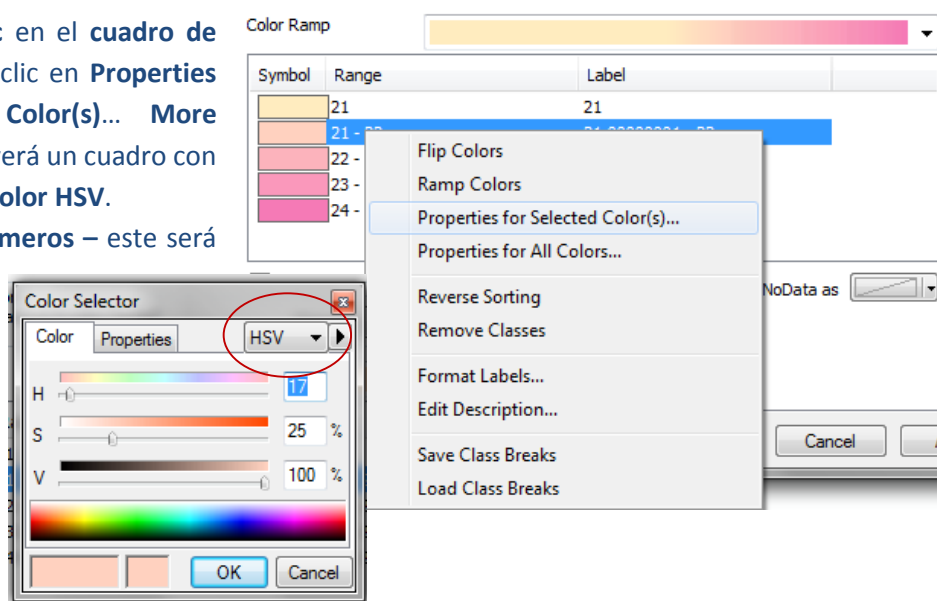 en el cuadro de
clic en Properties
Color(s)... More
erá un cuadro con
olor HSV.
meros – este será
Color Ramp
Symbol Range Label
21 21
21 -
22 -
23 -
24 -
Flip Colors
Ramp Colors
Properties for Selected Color(s)...
Properties for All Colors...
Reverse Sorting
Remove Classes
Format Labels...
Edit Description...
Save Class Breaks
Load Class Breaks
NoData as
Cancel
Color Selector
Color Properties HSV
H 17
S 25 %
V 100 %
OK Cancel